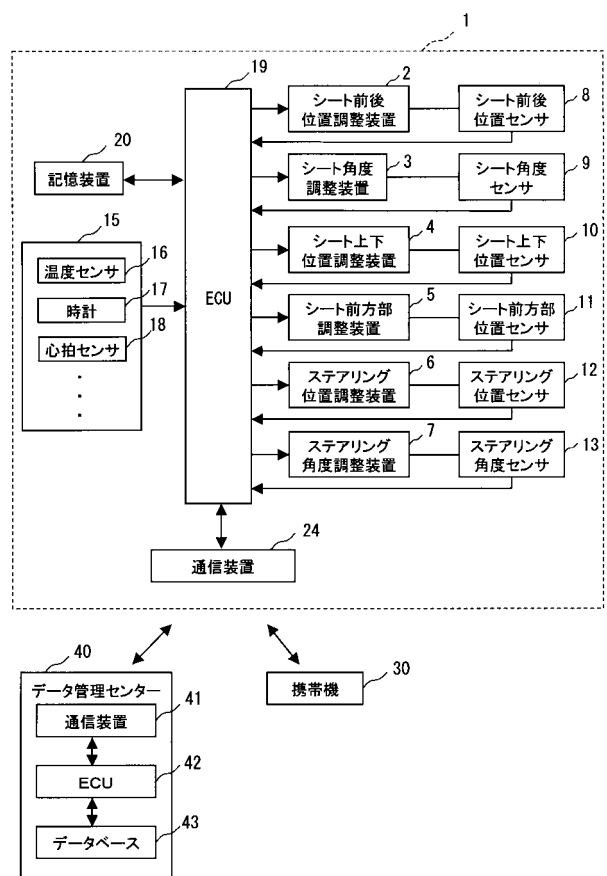 1
19
2
8
シート前後
位置調整装置
シート前後
位置センサ
20
記憶装置
3
9
シート角度
調整装置
シート角度
センサ
15
16
温度センサ
17
時計
18
心拍センサ
・
・
・
ECU
4
10
シート上下
位置調整装置
シート上下
位置センサ
5
11
シート前方部
調整装置
シート前方部
位置センサ
6
12
ステアリング
位置調整装置
ステアリング
位置センサ
7
13
ステアリング
角度調整装置
ステアリング
角度センサ
24
通信装置
40
データ管理センター
41
通信装置
42
ECU
43
データベース
30
携帯機